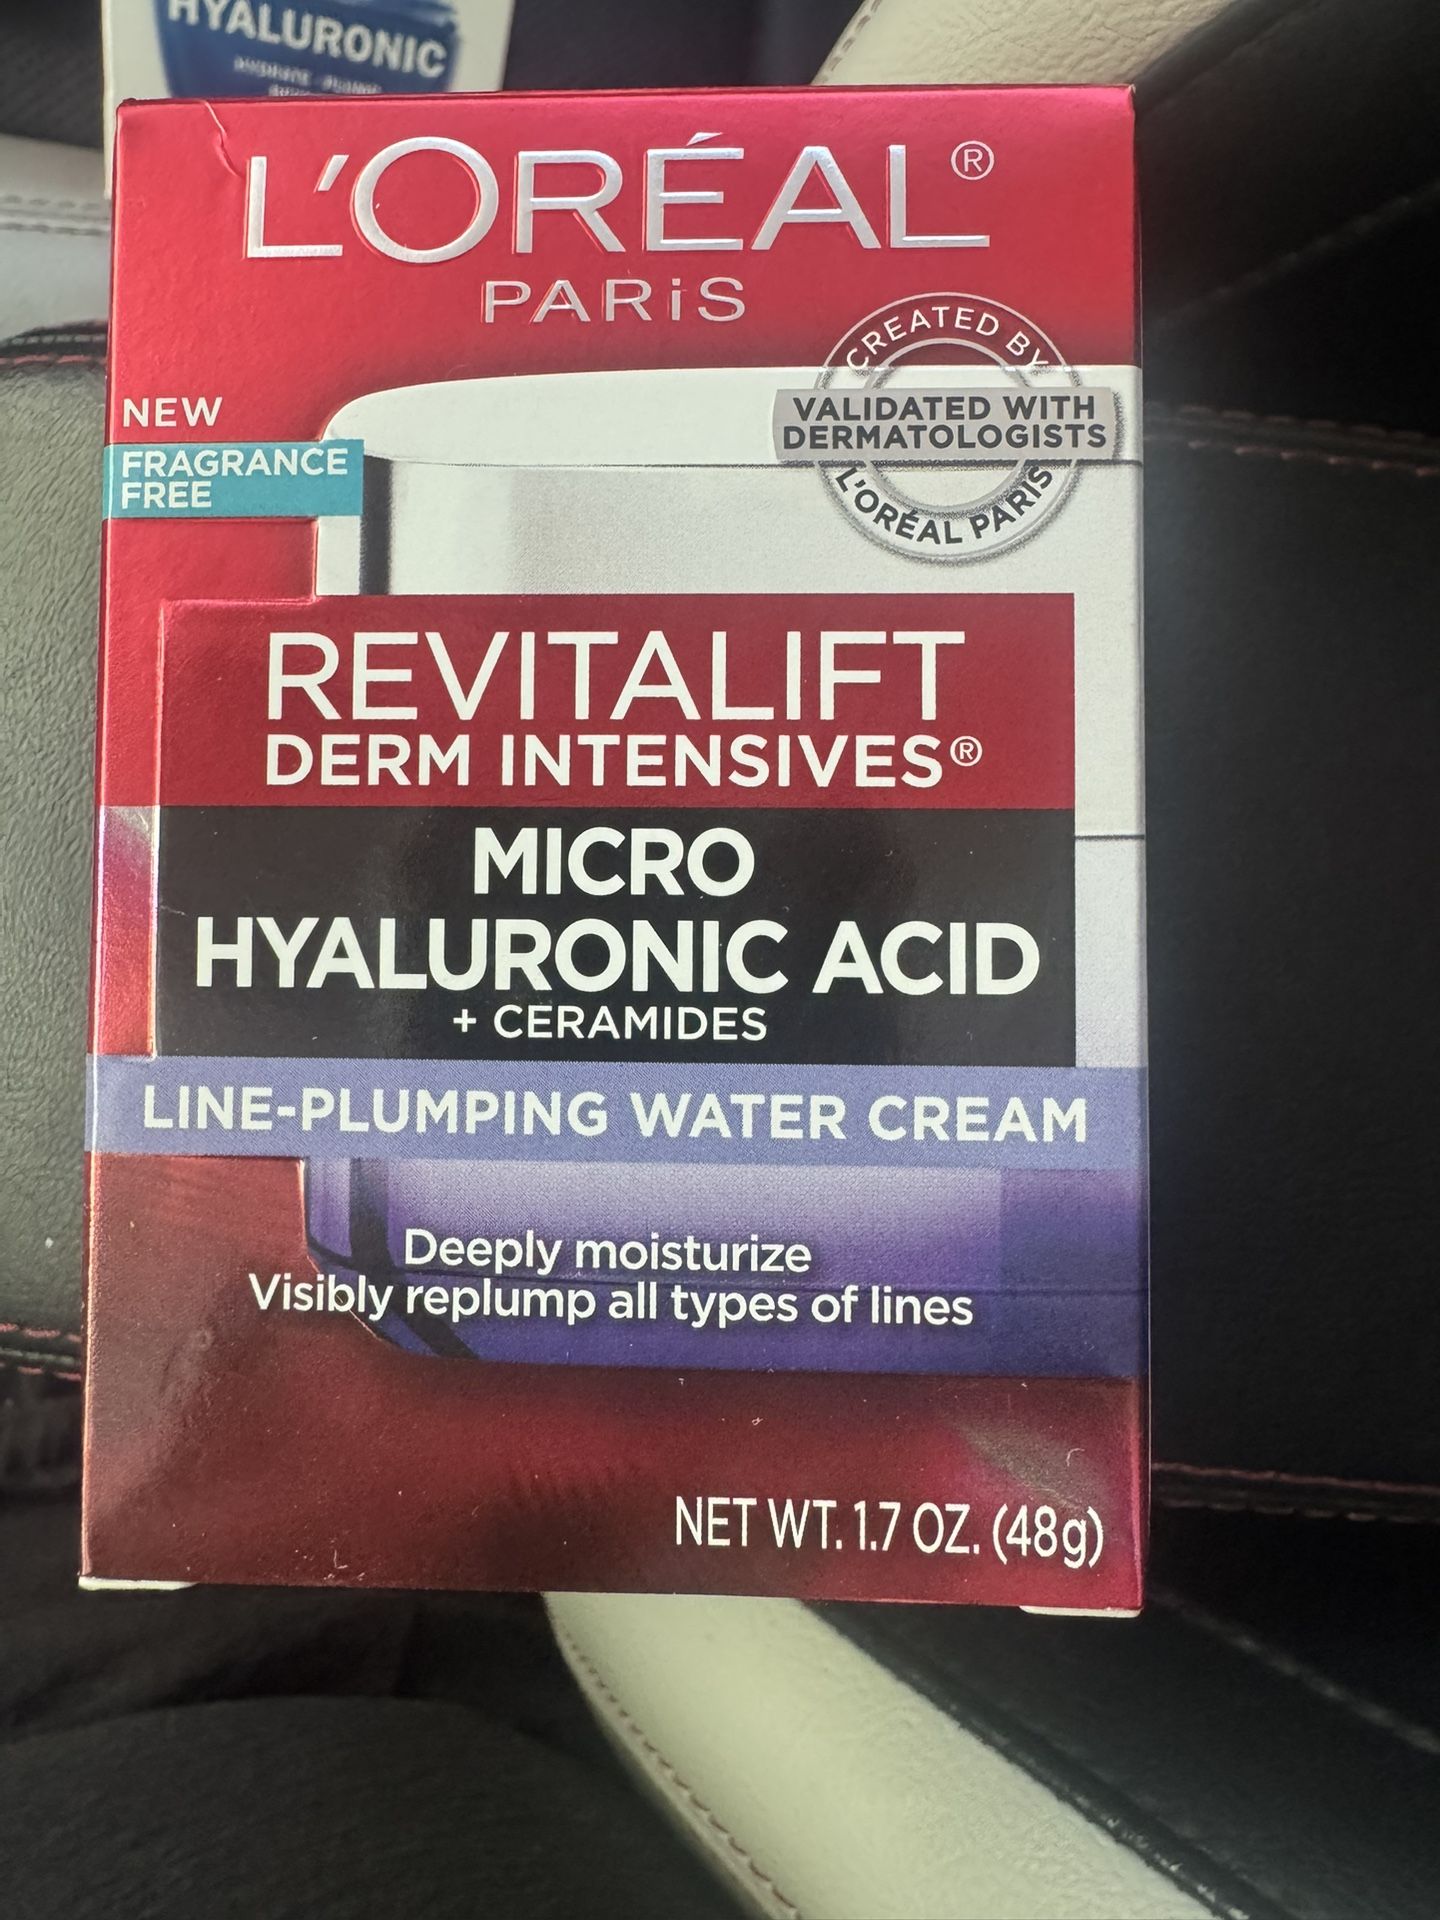 HYALURONIC
L'ORÉAL®
PARiS
CREATED BY
VALIDATED WITH
DERMATOLOGISTS
L'ORÉAL PARIS
NEW
FRAGRANCE
FREE
REVITALIFT
DERM INTENSIVES®
MICRO
HYALURONIC ACID
+ CERAMIDES
LINE-PLUMPING WATER CREAM
Deeply moisturize
Visibly replump all types of lines
NET WT. 1.7 OZ. (48g)